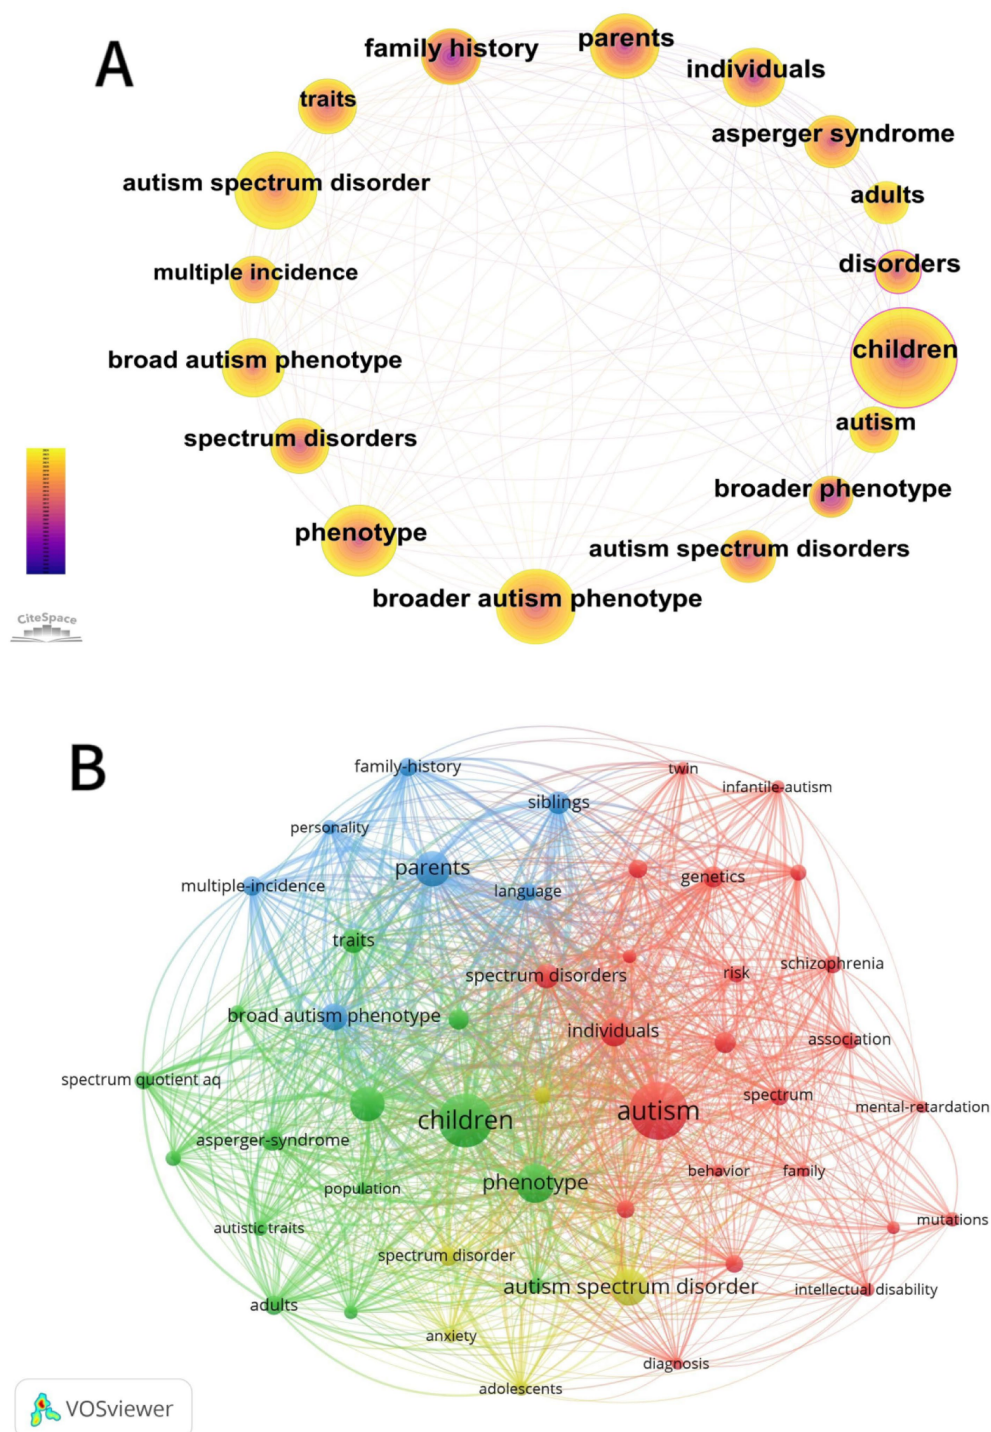 A
family history
parents
individuals
traits
asperger syndrome
autism spectrum disorder
adults
disorders
multiple incidence
children
broad autism phenotype
autism
spectrum disorders
broader phenotype
phenotype
autism spectrum disorders
broader autism phenotype
CiteSpace
B
family-history
twin
infantile-autism
siblings
personality
parents
multiple-incidence
language
genetics
traits
spectrum disorders
risk
schizophrenia
broad autism phenotype
individuals
association
spectrum quotient aq
spectrum
mental-retardation
children
autism
asperger-syndrome
phenotype
behavior
family
population
autistic traits
mutations
spectrum disorder
autism spectrum disorder
intellectual disability
adults
anxiety
diagnosis
adolescents
VOSviewer